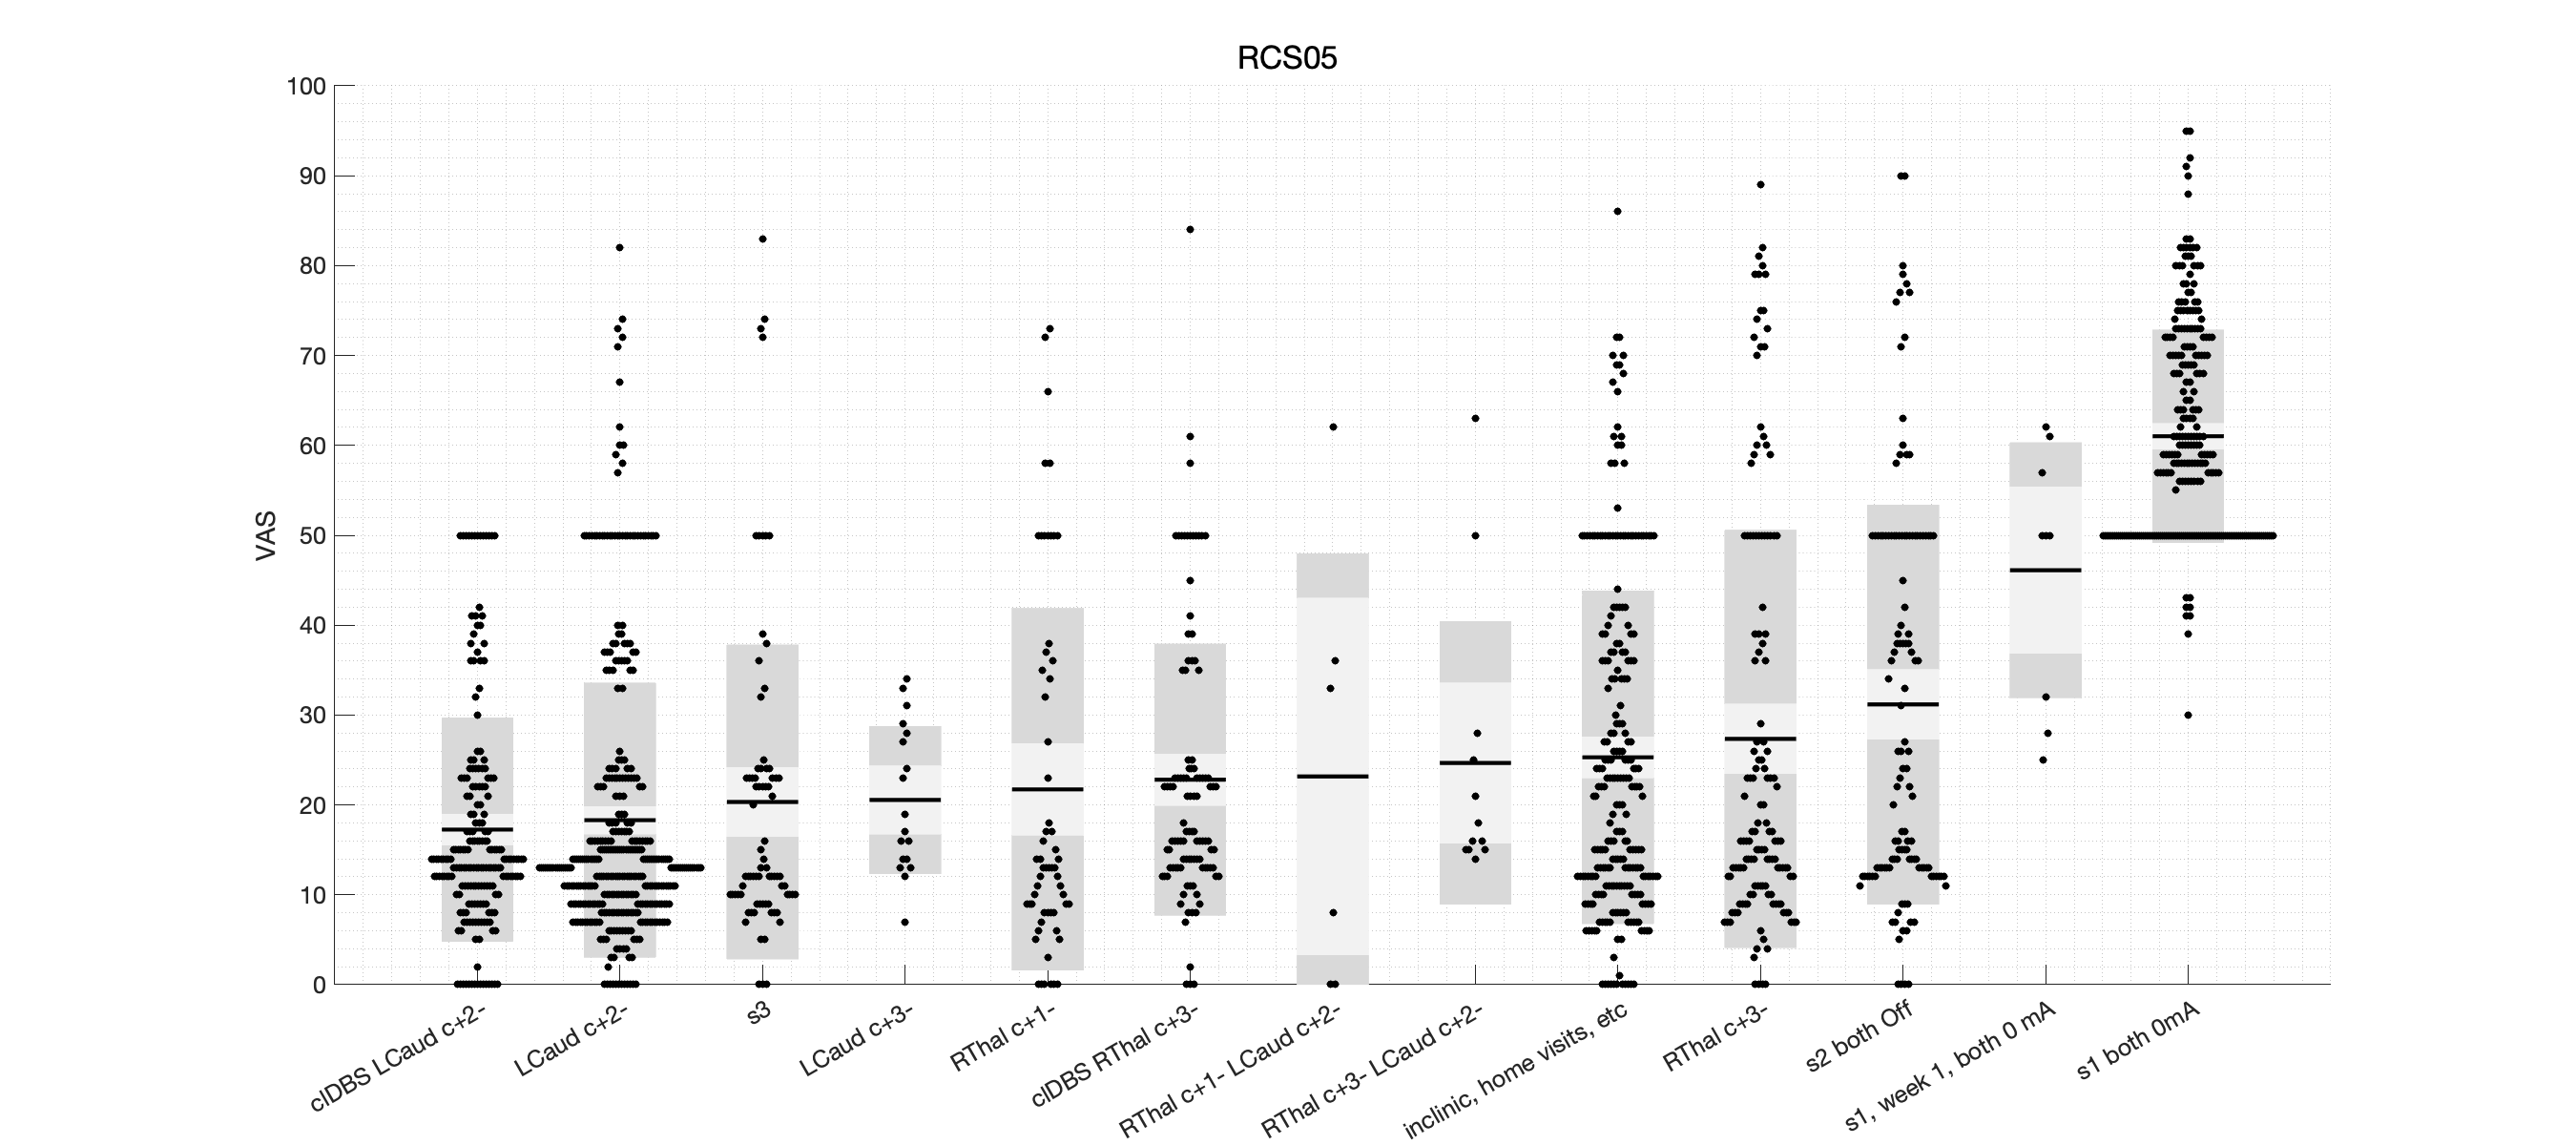 RCS05
100
90
80
70
60
50
40
30
20
10
0
VAS
clDBS LCaud c+2-
LCaud c+2-
s3
LCaud c+3-
RThal c+1-
clDBS RThal c+3-
RThal c+1- LCaud c+2-
RThal c+3- LCaud c+2-
inclinic, home visits, etc
RThal c+3-
s2 both Off
s1, week 1, both 0 mA
s1 both 0mA